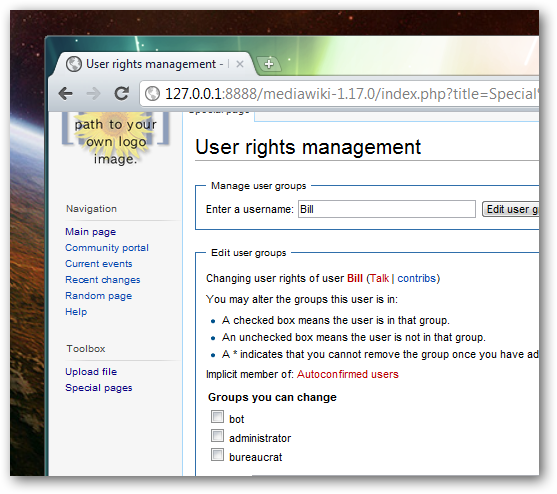 User rights management -
127.0.0.1:8888/mediawiki-1.17.0/index.php?title=Special
path to your
own logo
image.
Special page
User rights management
Navigation
Main page
Community portal
Current events
Recent changes
Random page
Help
Toolbox
Upload file
Special pages
Manage user groups
Enter a username: Bill Edit user
Edit user groups
Changing user rights of user Bill (Talk | contribs)
You may alter the groups this user is in:
• A checked box means the user is in that group.
• An unchecked box means the user is not in that group.
• A * indicates that you cannot remove the group once you have
Implicit member of: Autoconfirmed users
Groups you can change
bot
administrator
bureaucrat